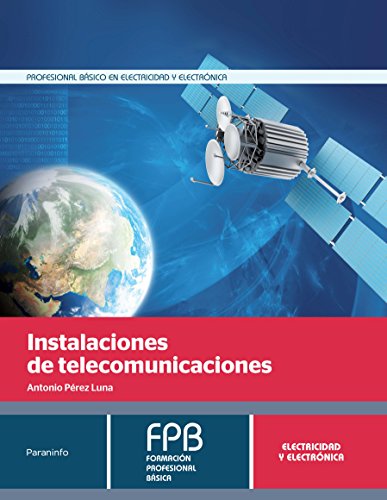 PROFESIONAL BÁSICO EN ELECTRICIDAD Y ELECTRÓNICA
Instalaciones
de telecomunicaciones
Antonio Pérez Luna
Paraninfo
FPB
FORMACIÓN
PROFESIONAL
BÁSICA
ELECTRICIDAD
Y ELECTRÓNICA